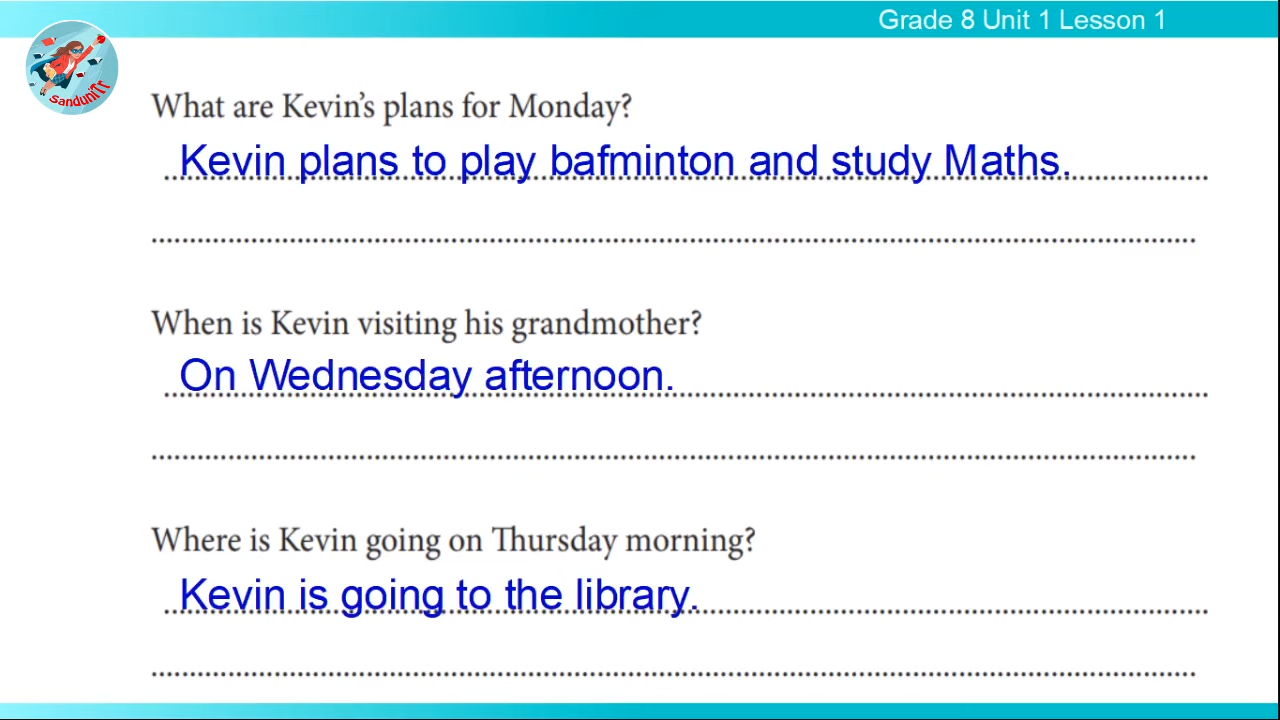 Grade 8 Unit 1 Lesson 1
SanduniTr
What are Kevin’s plans for Monday?
Kevin plans to play bafminton and study Maths.
When is Kevin visiting his grandmother?
On Wednesday afternoon.
Where is Kevin going on Thursday morning?
Kevin is going to the library.